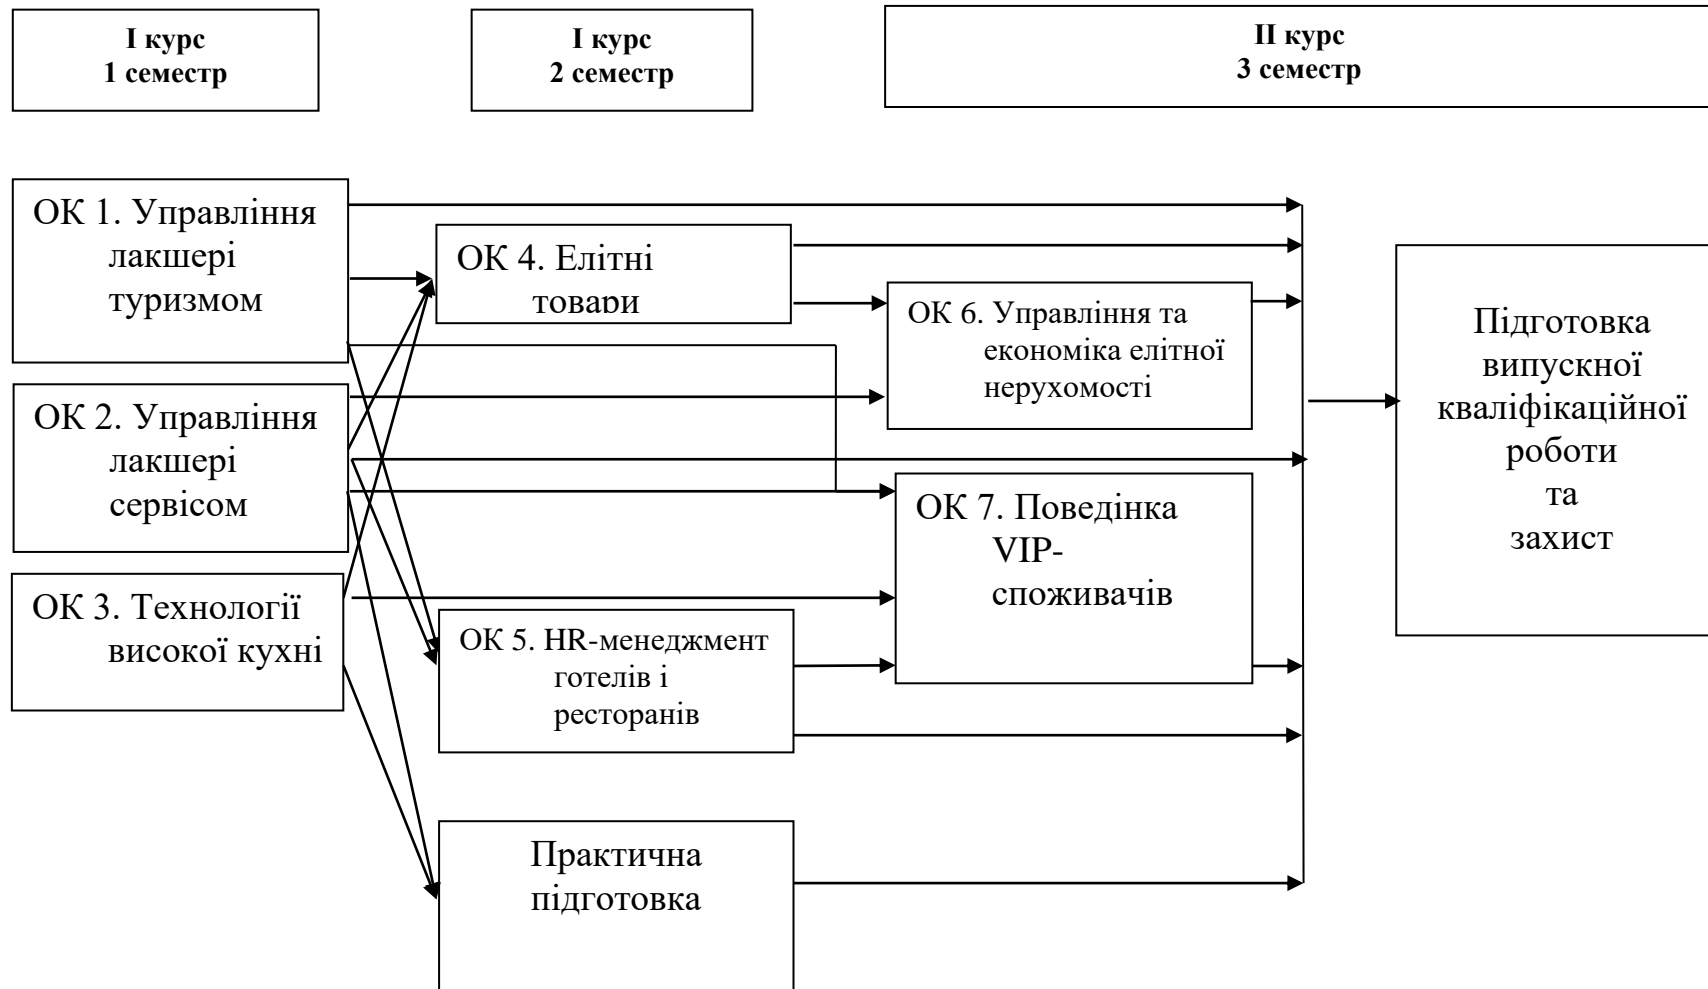 І курс
1 семестр
І курс
2 семестр
ІІ курс
3 семестр
ОК 1. Управління
лакшері
туризмом
ОК 2. Управління
лакшері
сервісом
ОК 3. Технології
високої кухні
ОК 4. Елітні
товари
ОК 5. HR-менеджмент
готелів і
ресторанів
Практична
підготовка
ОК 6. Управління та
економіка елітної
нерухомості
ОК 7. Поведінка
VIP-
споживачів
Підготовка
випускної
кваліфікаційної
роботи
та
захист